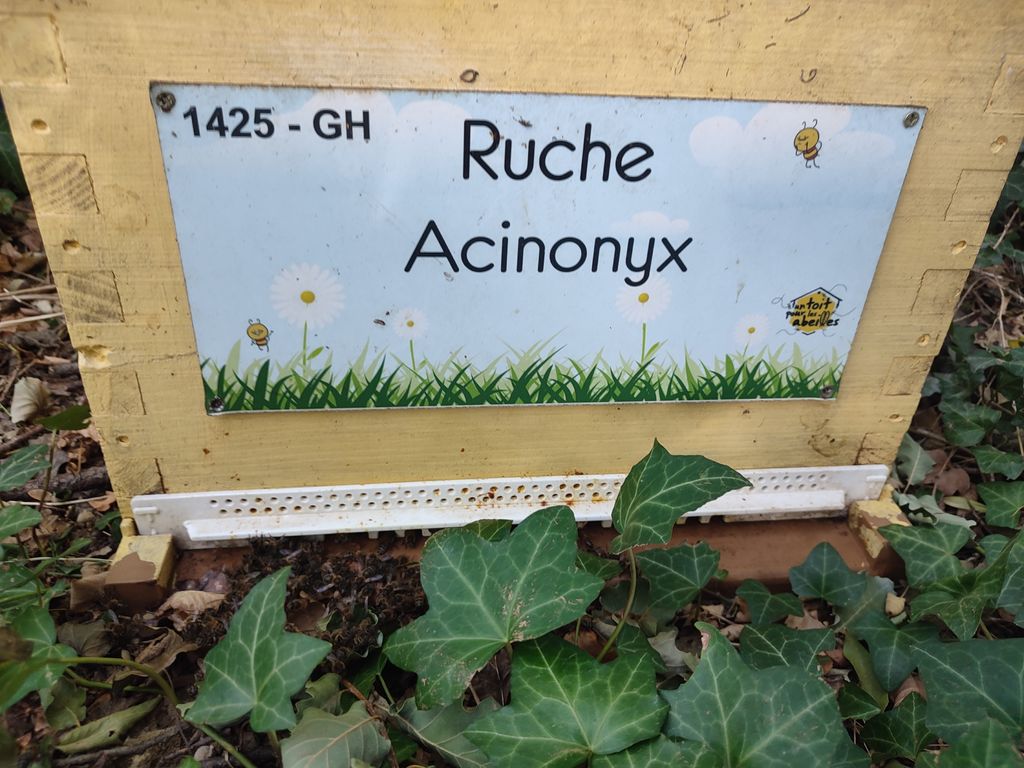 1425 - GH
Ruche
Acinonyx
un toit
pour les
abeilles